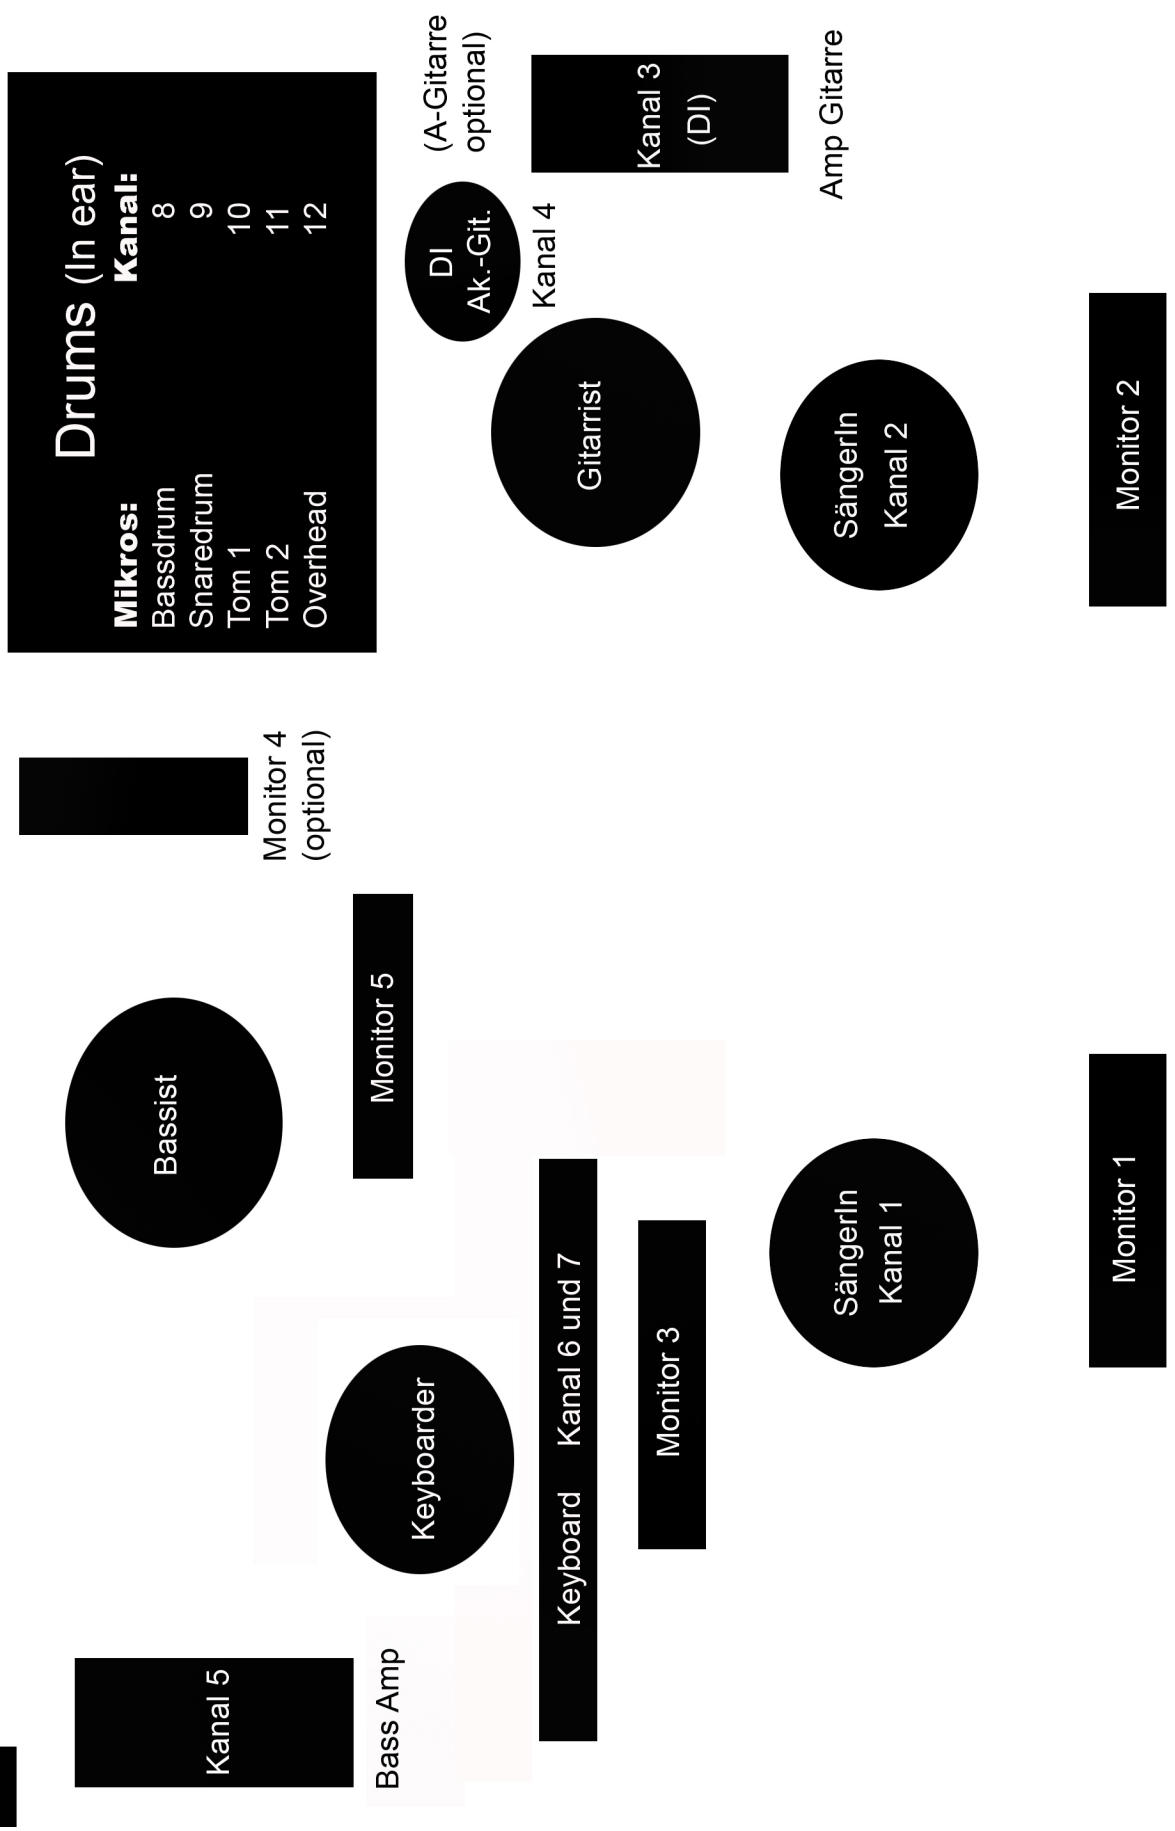 Drums (In ear)
Mikros: Kanal:
Bassdrum 8
Snaredrum 9
Tom 1 10
Tom 2 11
Overhead 12
Monitor 4
(optional)
Bassist
Monitor 5
Kanal 5
Bass Amp
Keyboarder
Keyboard Kanal 6 und 7
Monitor 3
(A-Gitarre
optional)
DI
Ak.-Git.
Kanal 4
Kanal 3
(DI)
Amp Gitarre
Gitarrist
SängerIn
Kanal 1
SängerIn
Kanal 2
Monitor 1
Monitor 2